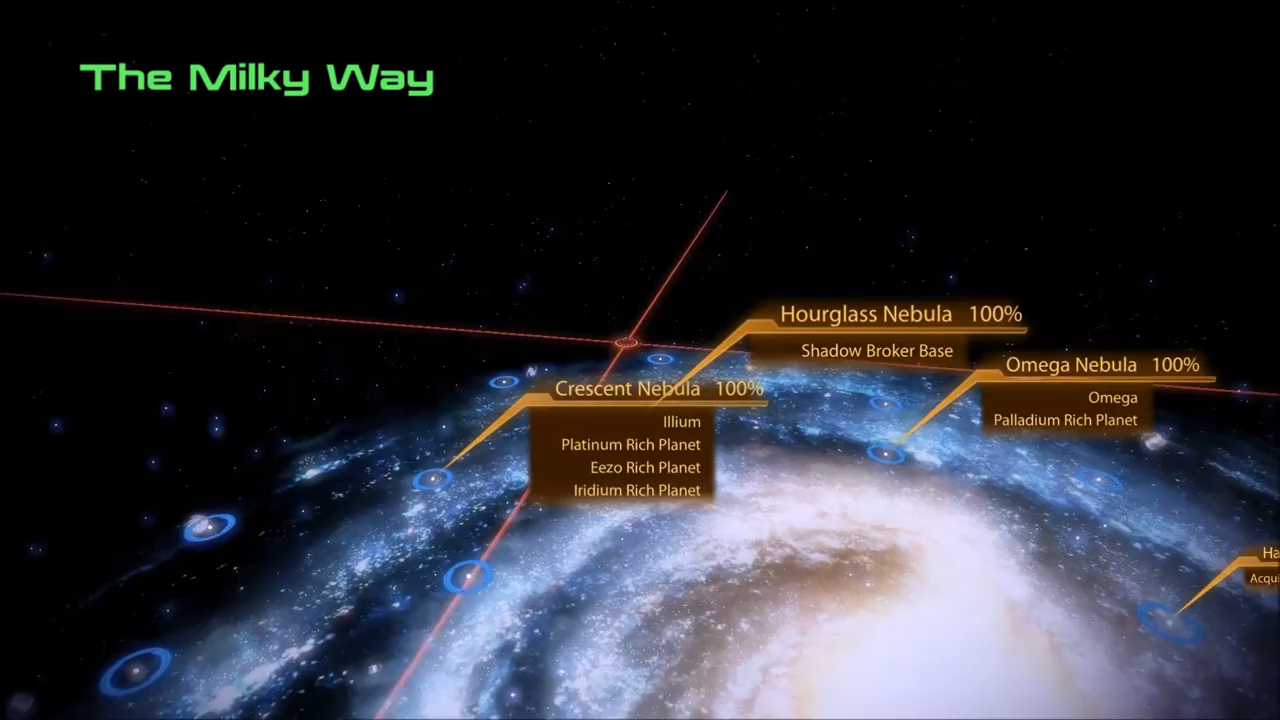 The Milky Way
Hourglass Nebula 100%
Shadow Broker Base
Omega Nebula 100%
Omega
Palladium Rich Planet
Crescent Nebula 100%
Illium
Platinum Rich Planet
Eezo Rich Planet
Iridium Rich Planet